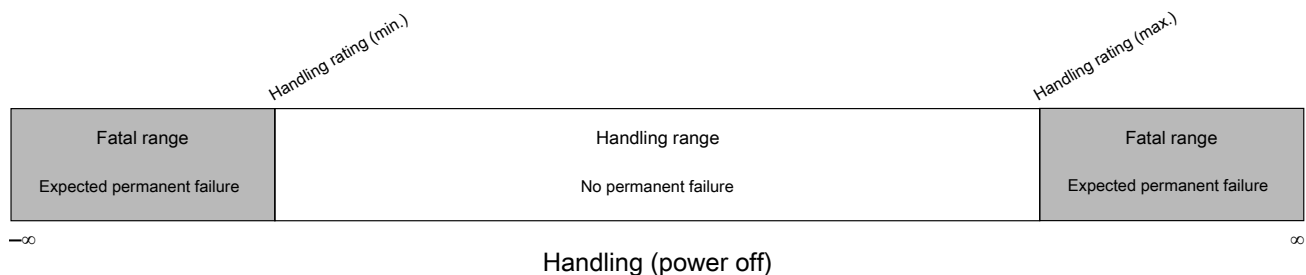 Handling rating (min.)
Handling rating (max.)
Fatal range
Handling range
Fatal range
Expected permanent failure
No permanent failure
Expected permanent failure
–∞
∞
Handling (power off)